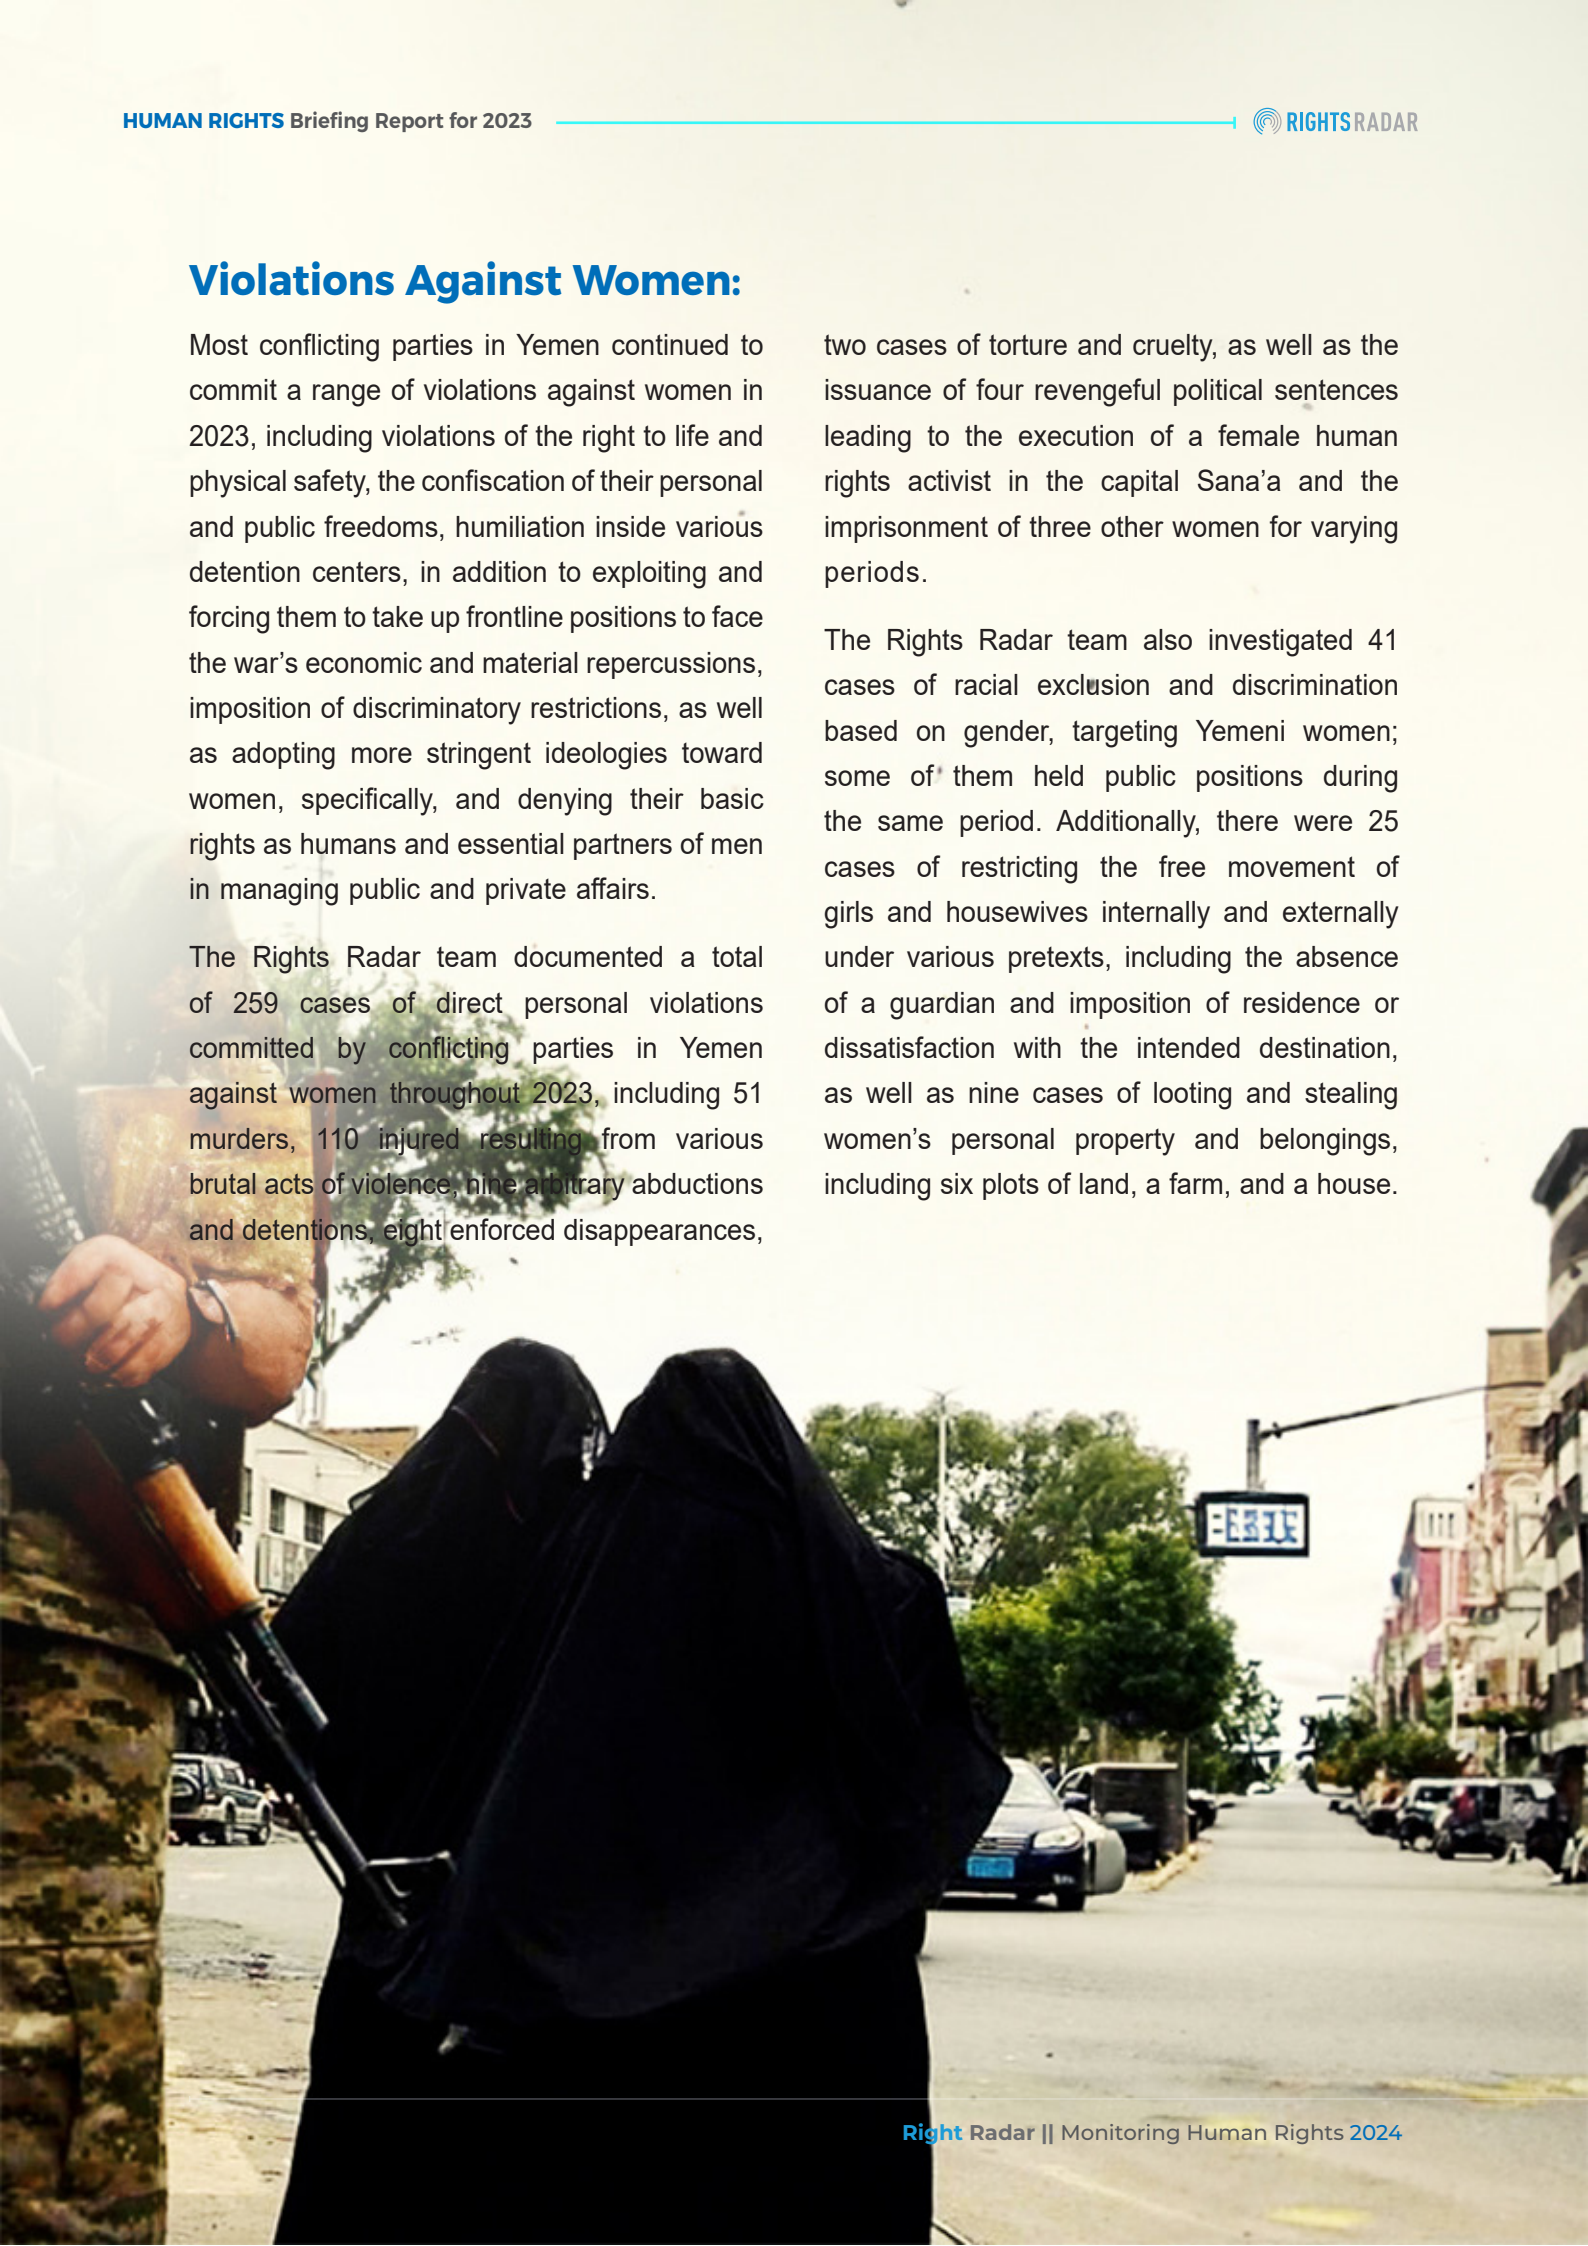 HUMAN RIGHTS Briefing Report for 2023
RIGHTSRADAR
Violations Against Women:
Most conflicting parties in Yemen continued to
commit a range of violations against women in
2023, including violations of the right to life and
physical safety, the confiscation of their personal
and public freedoms, humiliation inside various
detention centers, in addition to exploiting and
forcing them to take up frontline positions to face
the war’s economic and material repercussions,
imposition of discriminatory restrictions, as well
as adopting more stringent ideologies toward
women, specifically, and denying their basic
rights as humans and essential partners of men
in managing public and private affairs.
The Rights Radar team documented a total
of 259 cases of direct personal violations
committed by conflicting parties in Yemen
against women throughout 2023, including 51
murders, 110 injured resulting from various
brutal acts of violence, nine arbitrary abductions
and detentions, eight enforced disappearances,
two cases of torture and cruelty, as well as the
issuance of four revengeful political sentences
leading to the execution of a female human
rights activist in the capital Sana’a and the
imprisonment of three other women for varying
periods.
The Rights Radar team also investigated 41
cases of racial exclusion and discrimination
based on gender, targeting Yemeni women;
some of them held public positions during
the same period. Additionally, there were 25
cases of restricting the free movement of
girls and housewives internally and externally
under various pretexts, including the absence
of a guardian and imposition of residence or
dissatisfaction with the intended destination,
as well as nine cases of looting and stealing
women’s personal property and belongings,
including six plots of land, a farm, and a house.
Right Radar || Monitoring Human Rights 2024